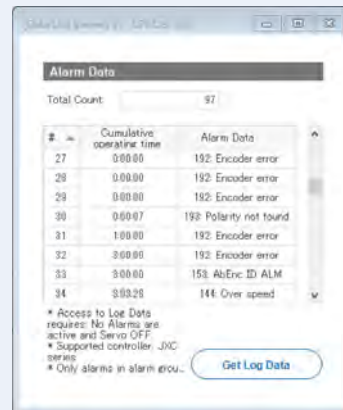 Alarm Data
Total Count 97
# Cumulative operating time Alarm Data
27 0:00:00 192: Encoder error
28 0:00:00 192: Encoder error
29 0:00:00 192: Encoder error
30 0:00:07 193: Polarity not found
31 1:00:00 192: Encoder error
32 3:00:00 192: Encoder error
33 3:00:00 153: AbEnc ID ALM
34 3:03:28 144: Over speed
* Access to Log Data
requires: No Alarms are
active and Servo OFF
* Supported controller: JXC
series
* Only alarms in alarm grou...
Get Log Data